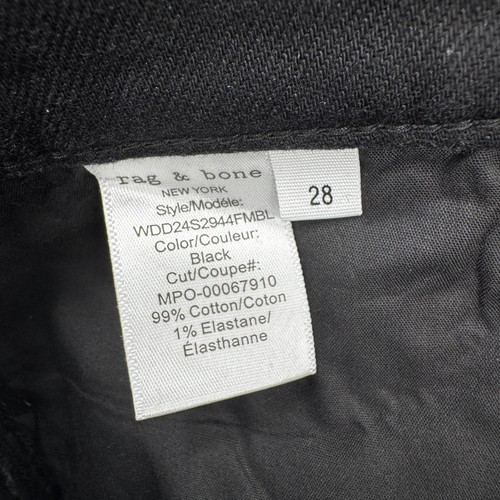 rag & bone
NEW YORK
Style/Modéle:
WDD24S2944FMBL
Color/Couleur:
Black
Cut/Coupe#:
MPO-00067910
99% Cotton/Coton
1% Elastane/
Élasthanne
28